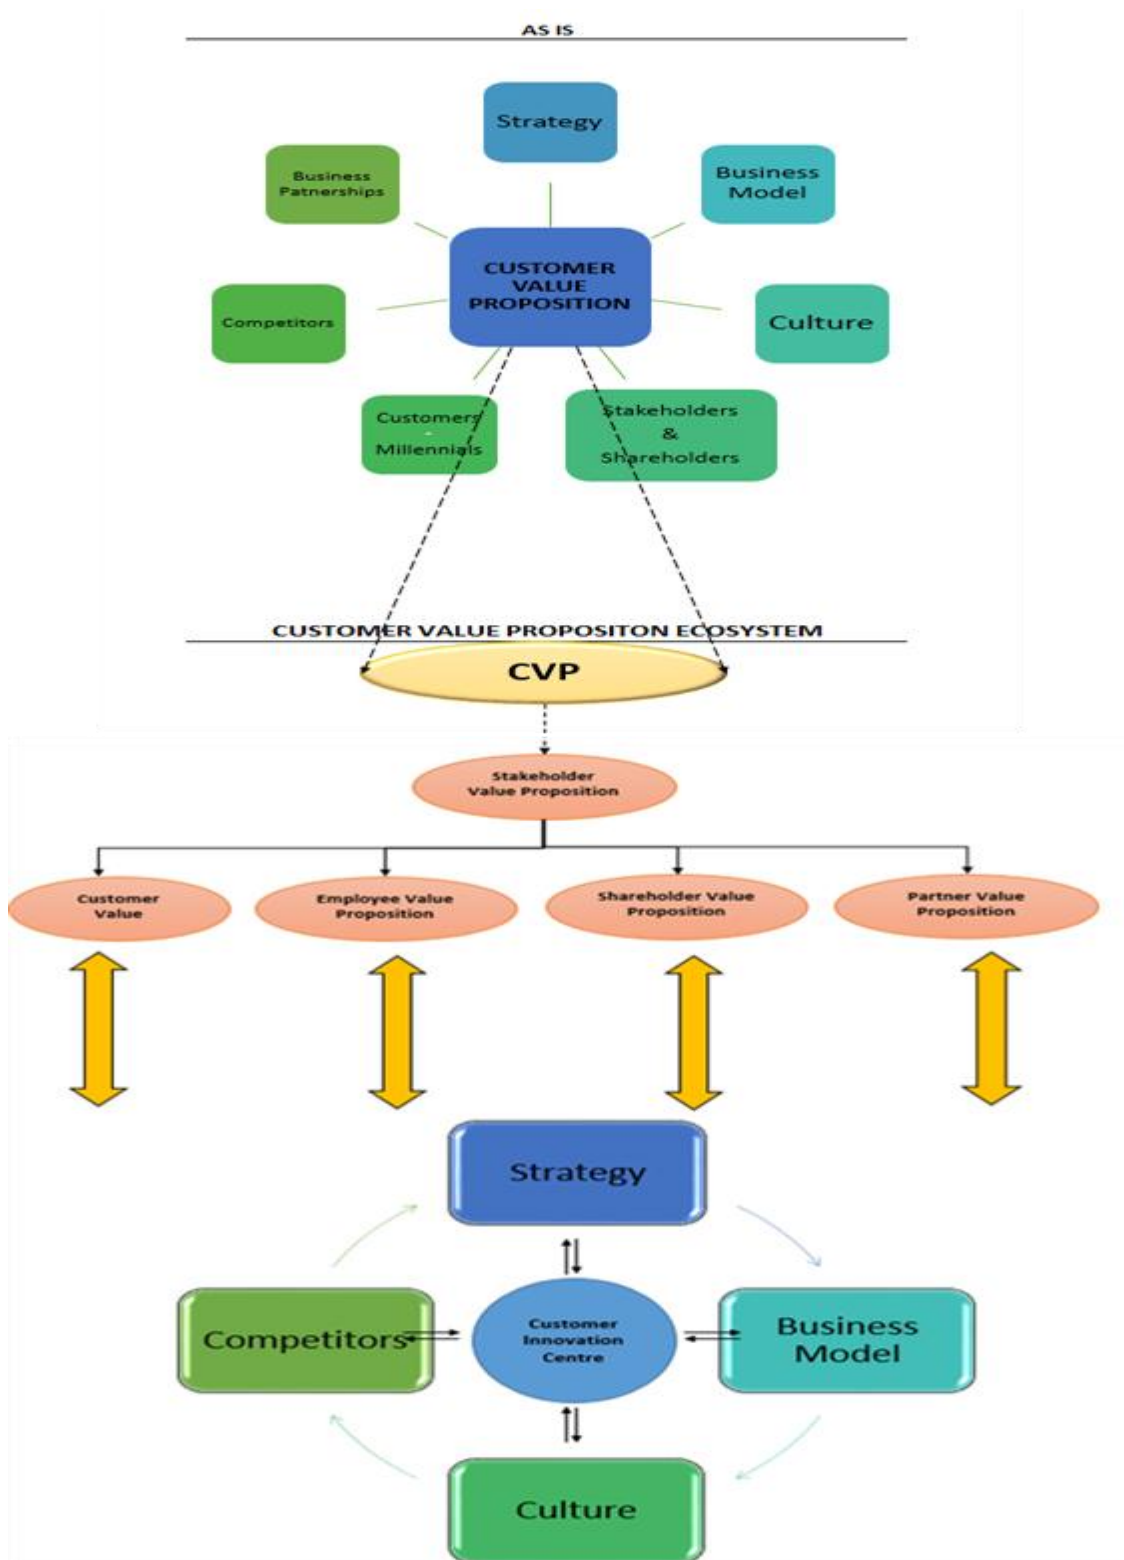 AS IS
Strategy
Business
Patnerships
Business
Model
CUSTOMER
VALUE
PROPOSITION
Competitors
Culture
Customers
-
Millennials
Stakeholders
&
Shareholders
CUSTOMER VALUE PROPOSITON ECOSYSTEM
CVP
Stakeholder
Value Proposition
Customer
Value
Employee Value
Proposition
Shareholder Value
Proposition
Partner Value
Proposition
Strategy
Competitors
Customer
Innovation
Centre
Business
Model
Culture